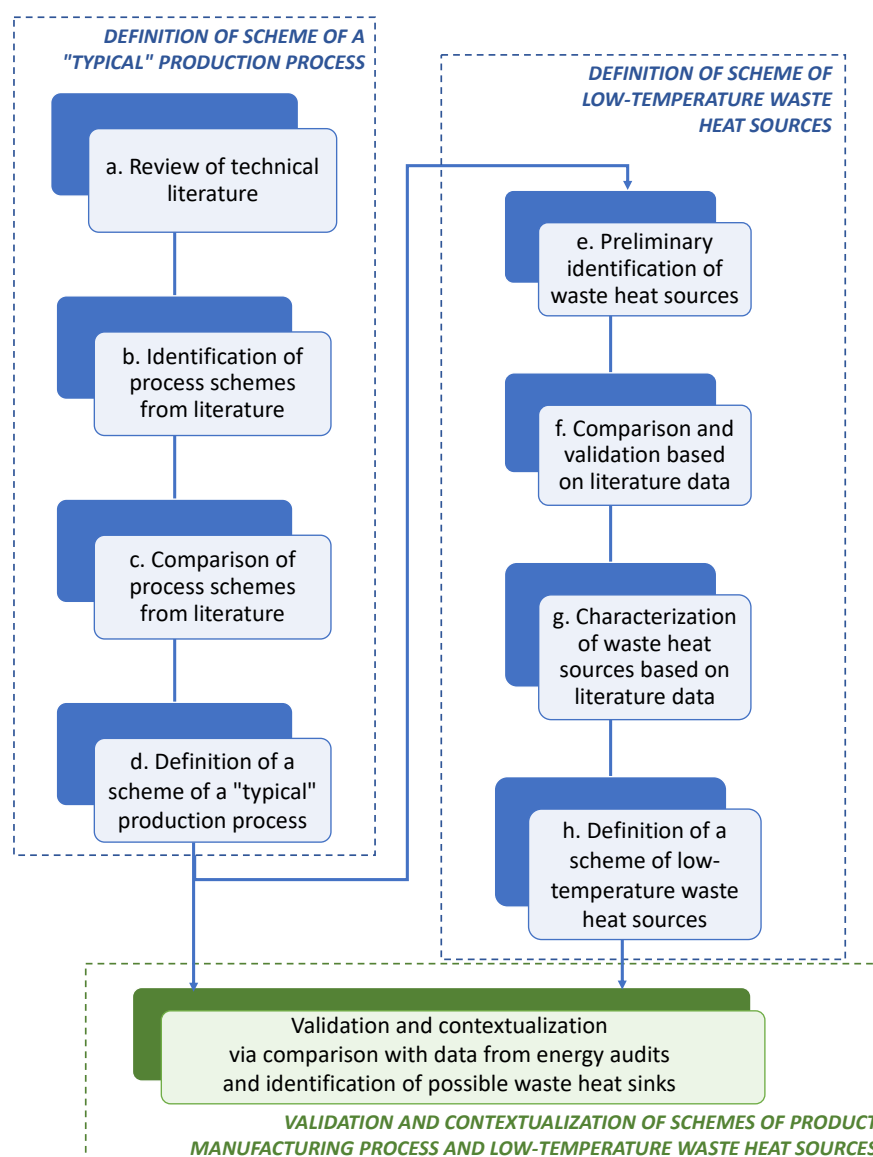 DEFINITION OF SCHEME OF A
"TYPICAL" PRODUCTION PROCESS
a. Review of technical
literature
b. Identification of
process schemes
from literature
c. Comparison of
process schemes
from literature
d. Definition of a
scheme of a "typical"
production process
DEFINITION OF SCHEME OF
LOW-TEMPERATURE WASTE
HEAT SOURCES
e. Preliminary
identification of
waste heat sources
f. Comparison and
validation based
on literature data
g. Characterization
of waste heat
sources based on
literature data
h. Definition of a
scheme of low-
temperature waste
heat sources
Validation and contextualization
via comparison with data from energy audits
and identification of possible waste heat sinks
VALIDATION AND CONTEXTUALIZATION OF SCHEMES OF PRODUCT
MANUFACTURING PROCESS AND LOW-TEMPERATURE WASTE HEAT SOURCES